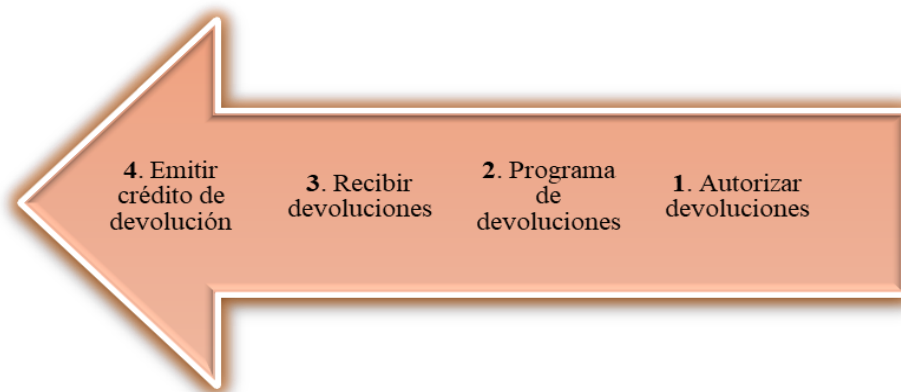 4. Emitir
crédito de
devolución
3. Recibir
devoluciones
2. Programa
de
devoluciones
1. Autorizar
devoluciones